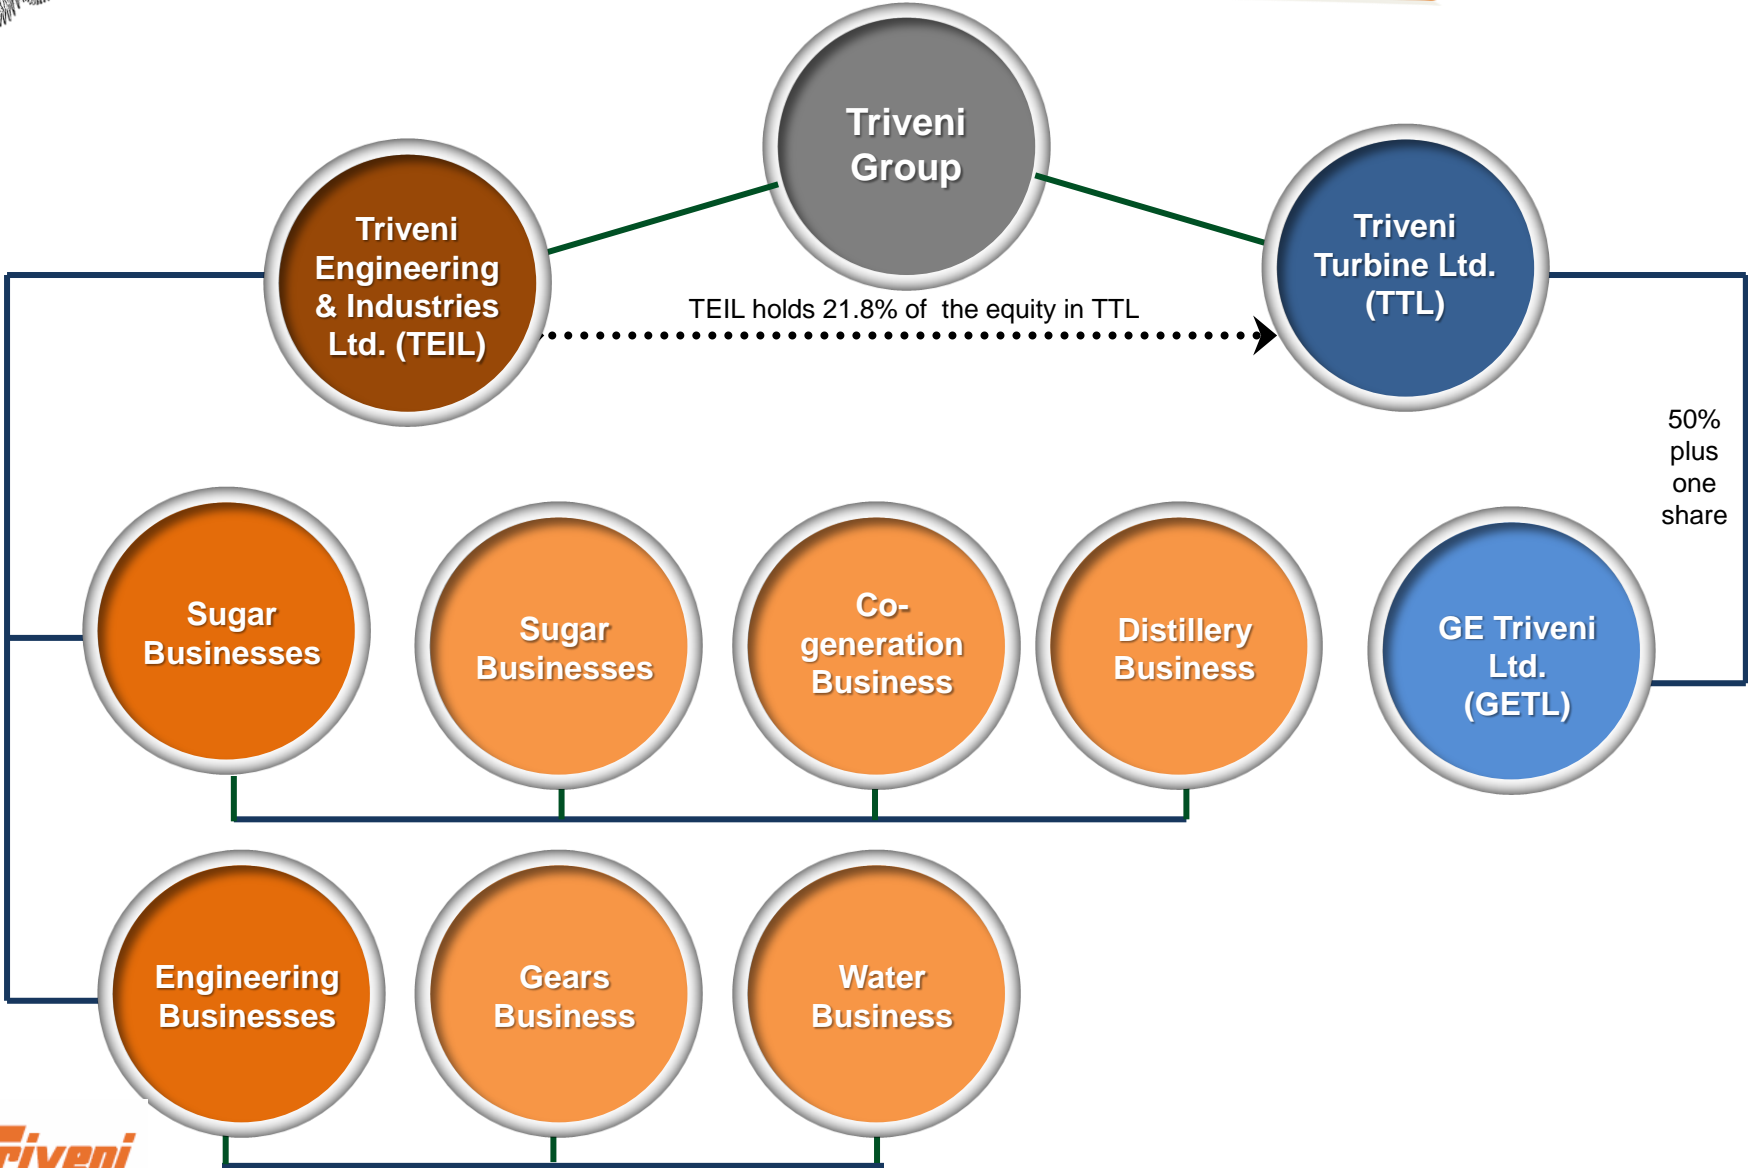 Triveni
Group
Triveni
Engineering
& Industries
Ltd. (TEIL)
Triveni
Turbine Ltd.
(TTL)
TEIL holds 21.8% of the equity in TTL
50%
plus
one
share
Sugar
Businesses
Sugar
Businesses
Co-
generation
Business
Distillery
Business
GE Triveni
Ltd.
(GETL)
Engineering
Businesses
Gears
Business
Water
Business
Triveni